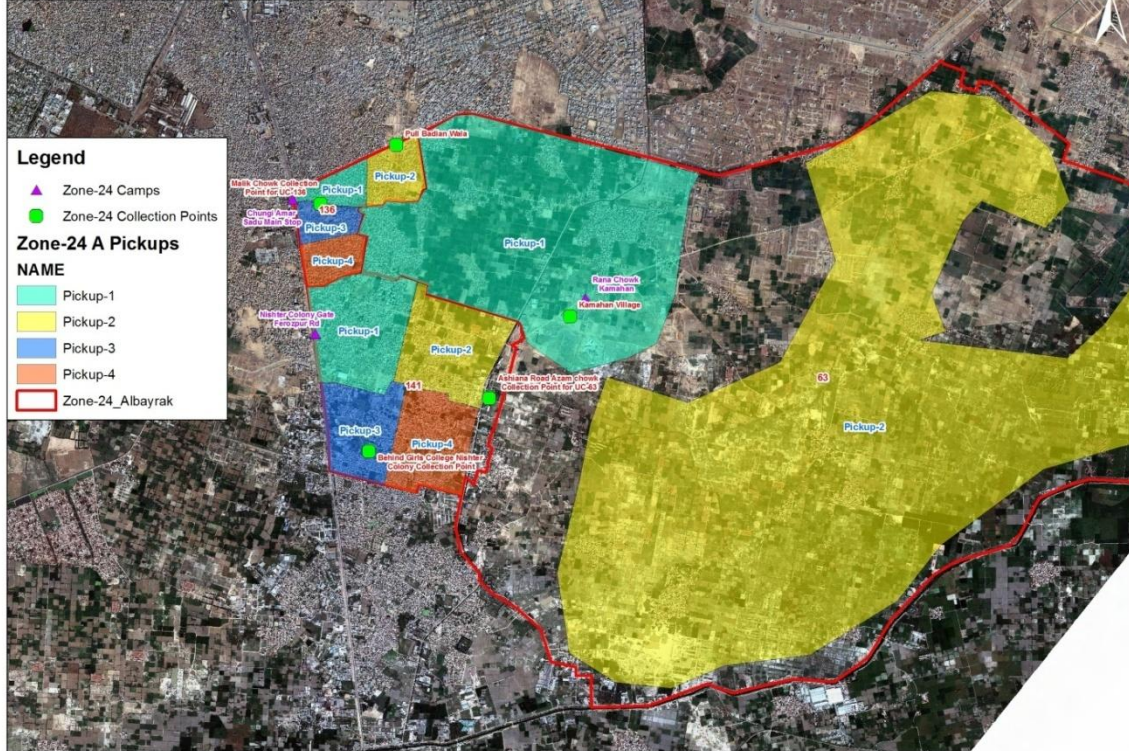 Legend
Zone-24 Camps
Zone-24 Collection Points
Zone-24 A Pickups
NAME
Pickup-1
Pickup-2
Pickup-3
Pickup-4
Zone-24_Albayrak
Pull Badian Wala
Malik Chowk Collection
Point for UC-136
Pickup-1
Pickup-2
136
Chungi Amar
Sadu Main Stop
Pickup-3
Pickup-4
Pickup-1
Rana Chowk
Kamahan
Kamahan Village
Nishter Colony Gate
Ferozpur Rd
Pickup-1
Pickup-2
141
Ashiana Road Azam chowk
Collection Point for UC-63
63
Pickup-2
Pickup-3
Pickup-4
Behind Girls College Nishter
Colony Collection Point